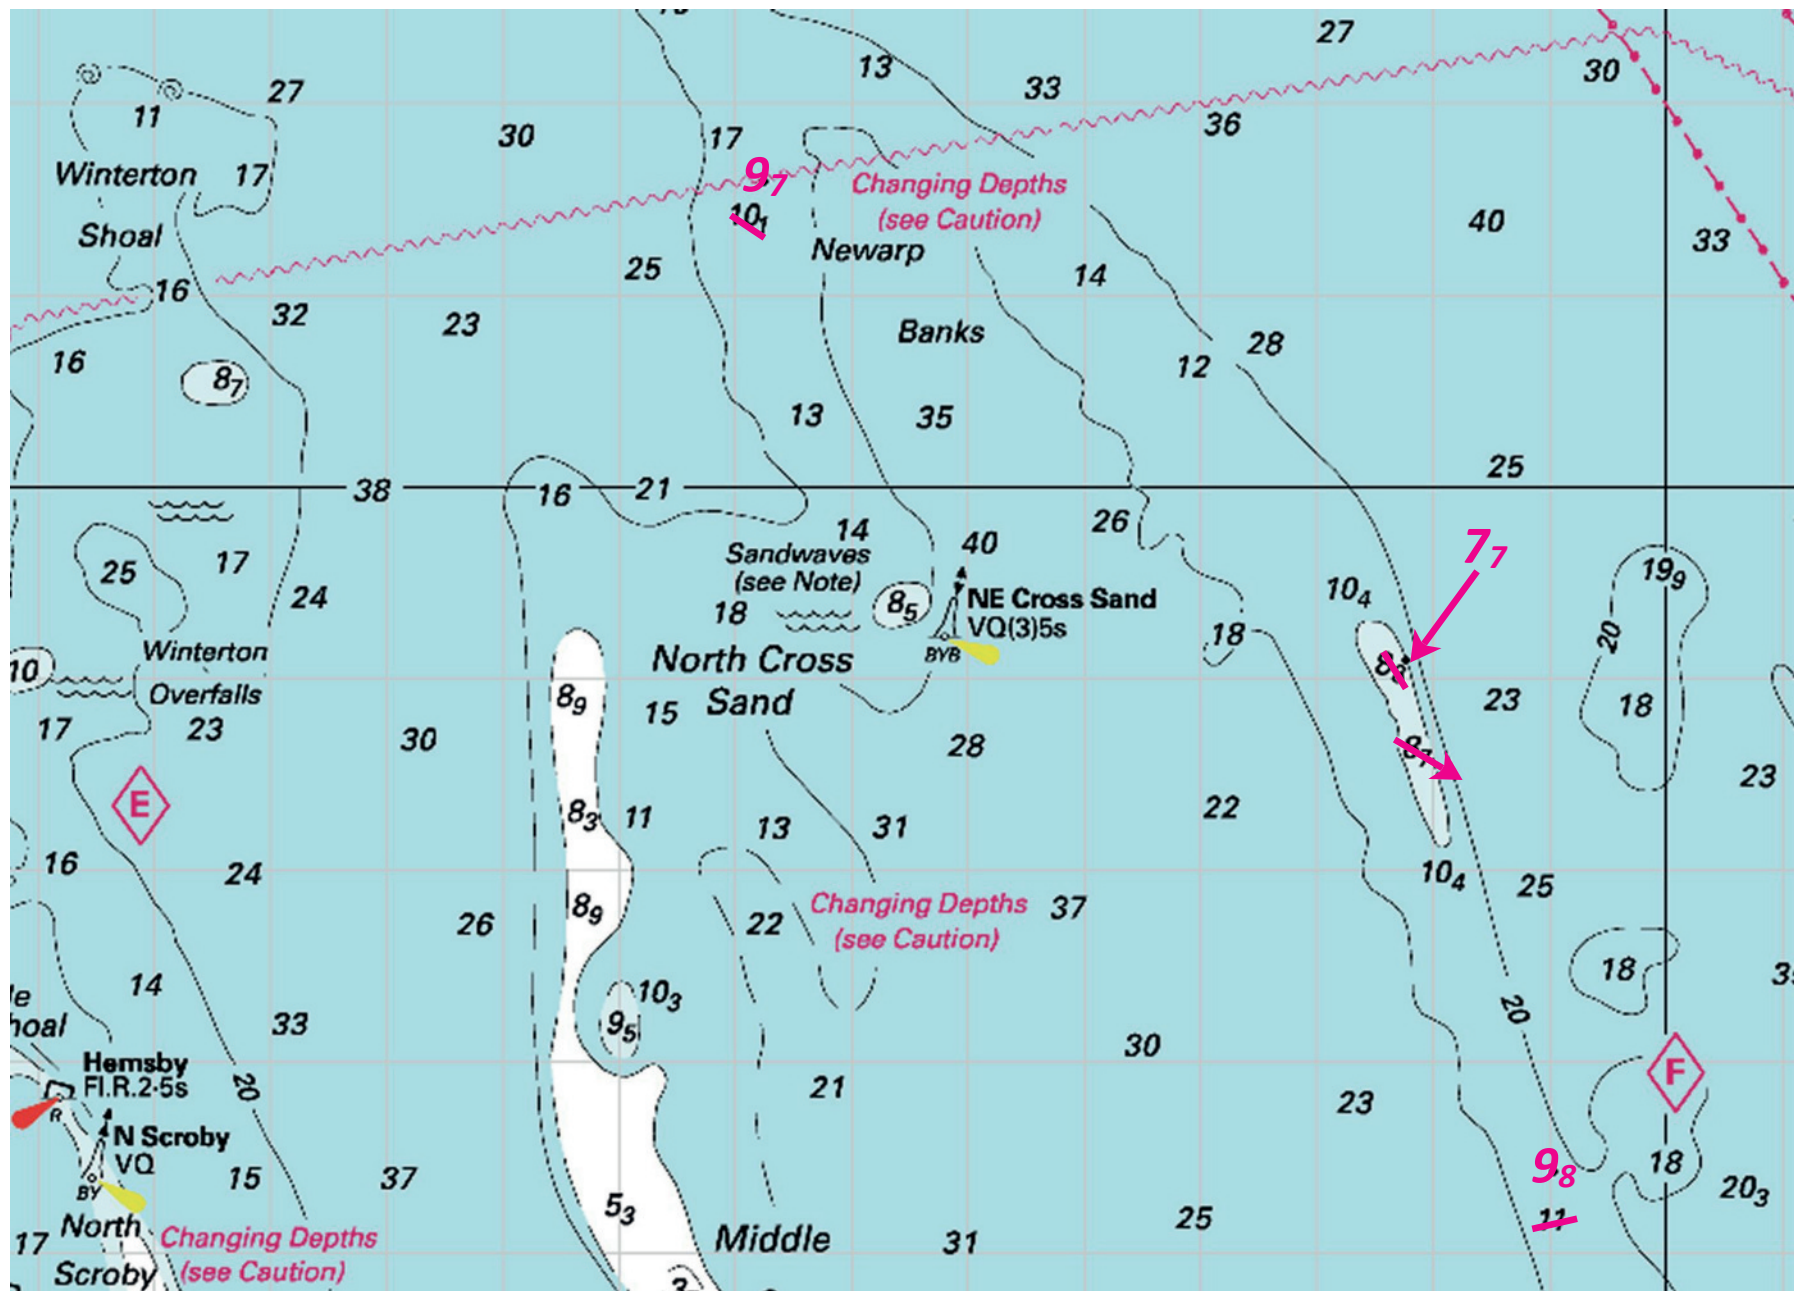 27
13
33
30
27
11
30
17
36
Winterton
17
9₇
Changing Depths
(see Caution)
10₁
40
Shoal
Newarp
33
25
14
16
32
23
Banks
28
16
12
8₇
13
35
25
38
16
21
14
26
40
7₇
Sandwaves
(see Note)
25
17
24
18
8₅
NE Cross Sand
VQ(3)5s
BYB
10₄
19₉
20
18
Winterton
Overfalls
10
North Cross
Sand
8₈
8₉
15
23
18
17
23
30
28
8₇
23
E
8₃
11
13
31
22
16
24
10₄
25
26
8₉
22
Changing Depths
(see Caution)
37
18
14
10₃
9₅
33
20
30
Hemsby
Fl.R.2·5s
R
20
21
23
F
N Scroby
VQ
BY
15
37
9₈
18
20₃
5₃
25
11
17
North
Scroby
Changing Depths
(see Caution)
Middle
31